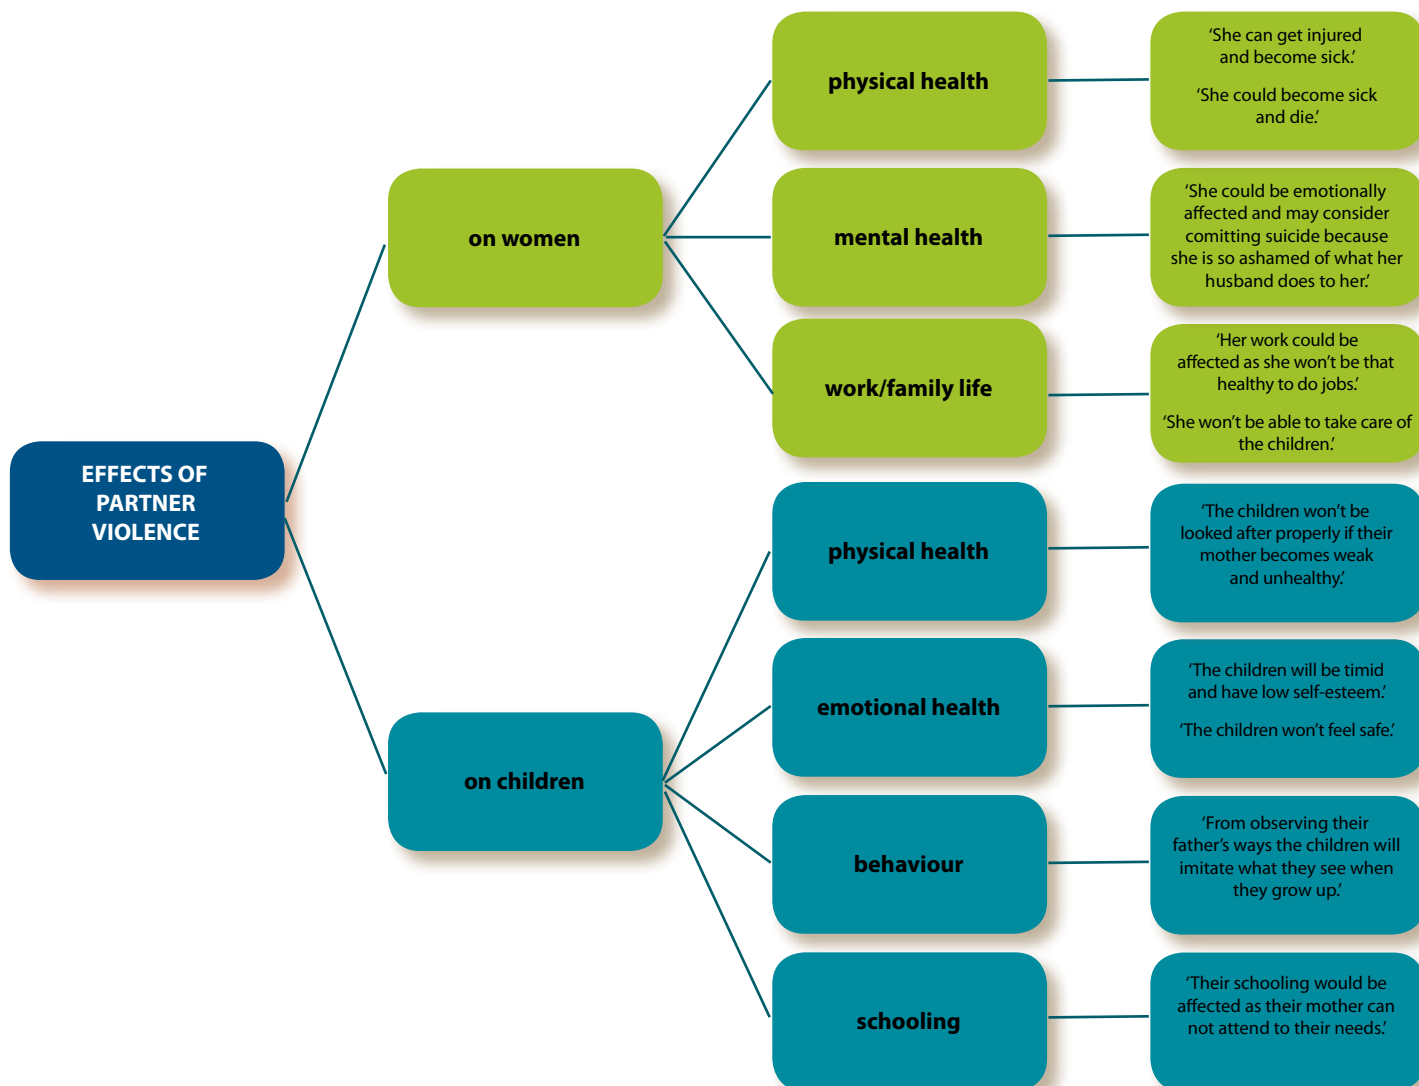 EFFECTS OF
PARTNER
VIOLENCE
on women
physical health
‘She can get injured
and become sick.’
‘She could become sick
and die.’
mental health
‘She could be emotionally
affected and may consider
comitting suicide because
she is so ashamed of what her
husband does to her.’
work/family life
‘Her work could be
affected as she won’t be that
healthy to do jobs.’
‘She won’t be able to take care of
the children.’
on children
physical health
‘The children won’t be
looked after properly if their
mother becomes weak
and unhealthy.’
emotional health
‘The children will be timid
and have low self-esteem.’
‘The children won’t feel safe.’
behaviour
‘From observing their
father’s ways the children will
imitate what they see when
they grow up.’
schooling
‘Their schooling would be
affected as their mother can
not attend to their needs.’